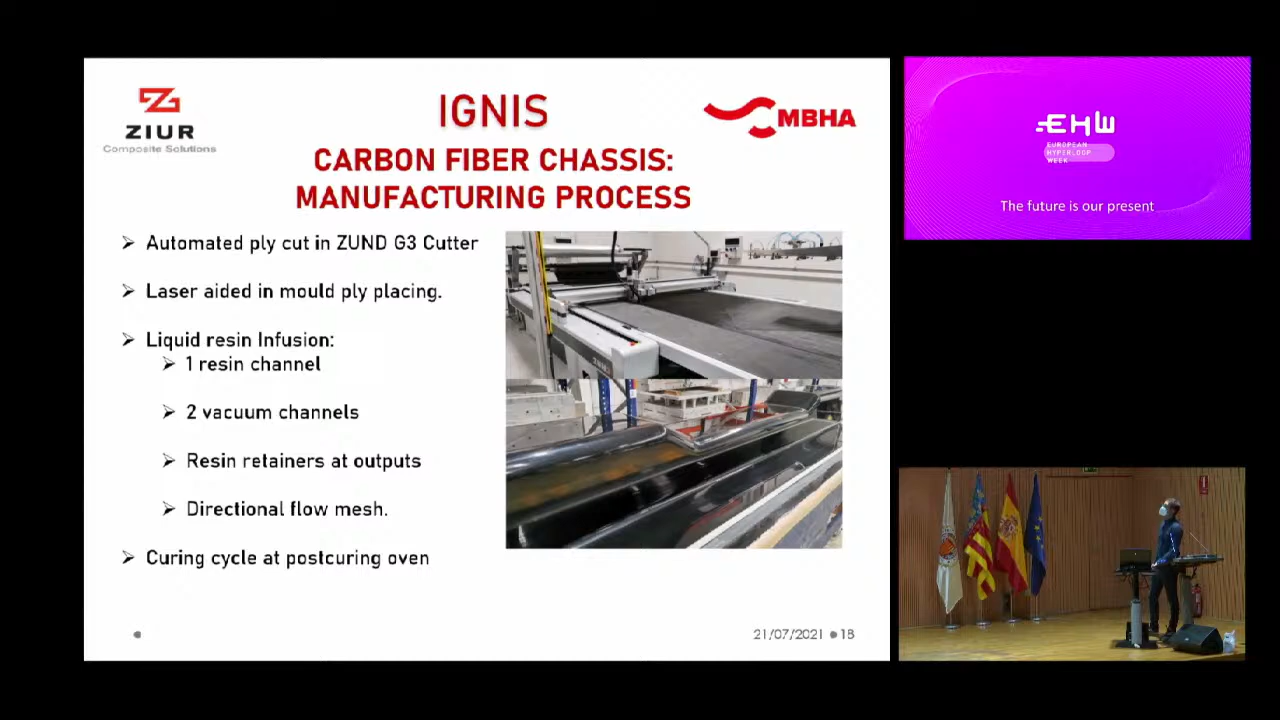 ZIUR
Composite Solutions
IGNIS
MBHA
CARBON FIBER CHASSIS:
MANUFACTURING PROCESS
➢ Automated ply cut in ZUND G3 Cutter
➢ Laser aided in mould ply placing.
➢ Liquid resin Infusion:
➢ 1 resin channel
➢ 2 vacuum channels
➢ Resin retainers at outputs
➢ Directional flow mesh.
➢ Curing cycle at postcuring oven
21/07/2021 ● 18
EHW
EUROPEAN
HYPERLOOP
WEEK
The future is our present